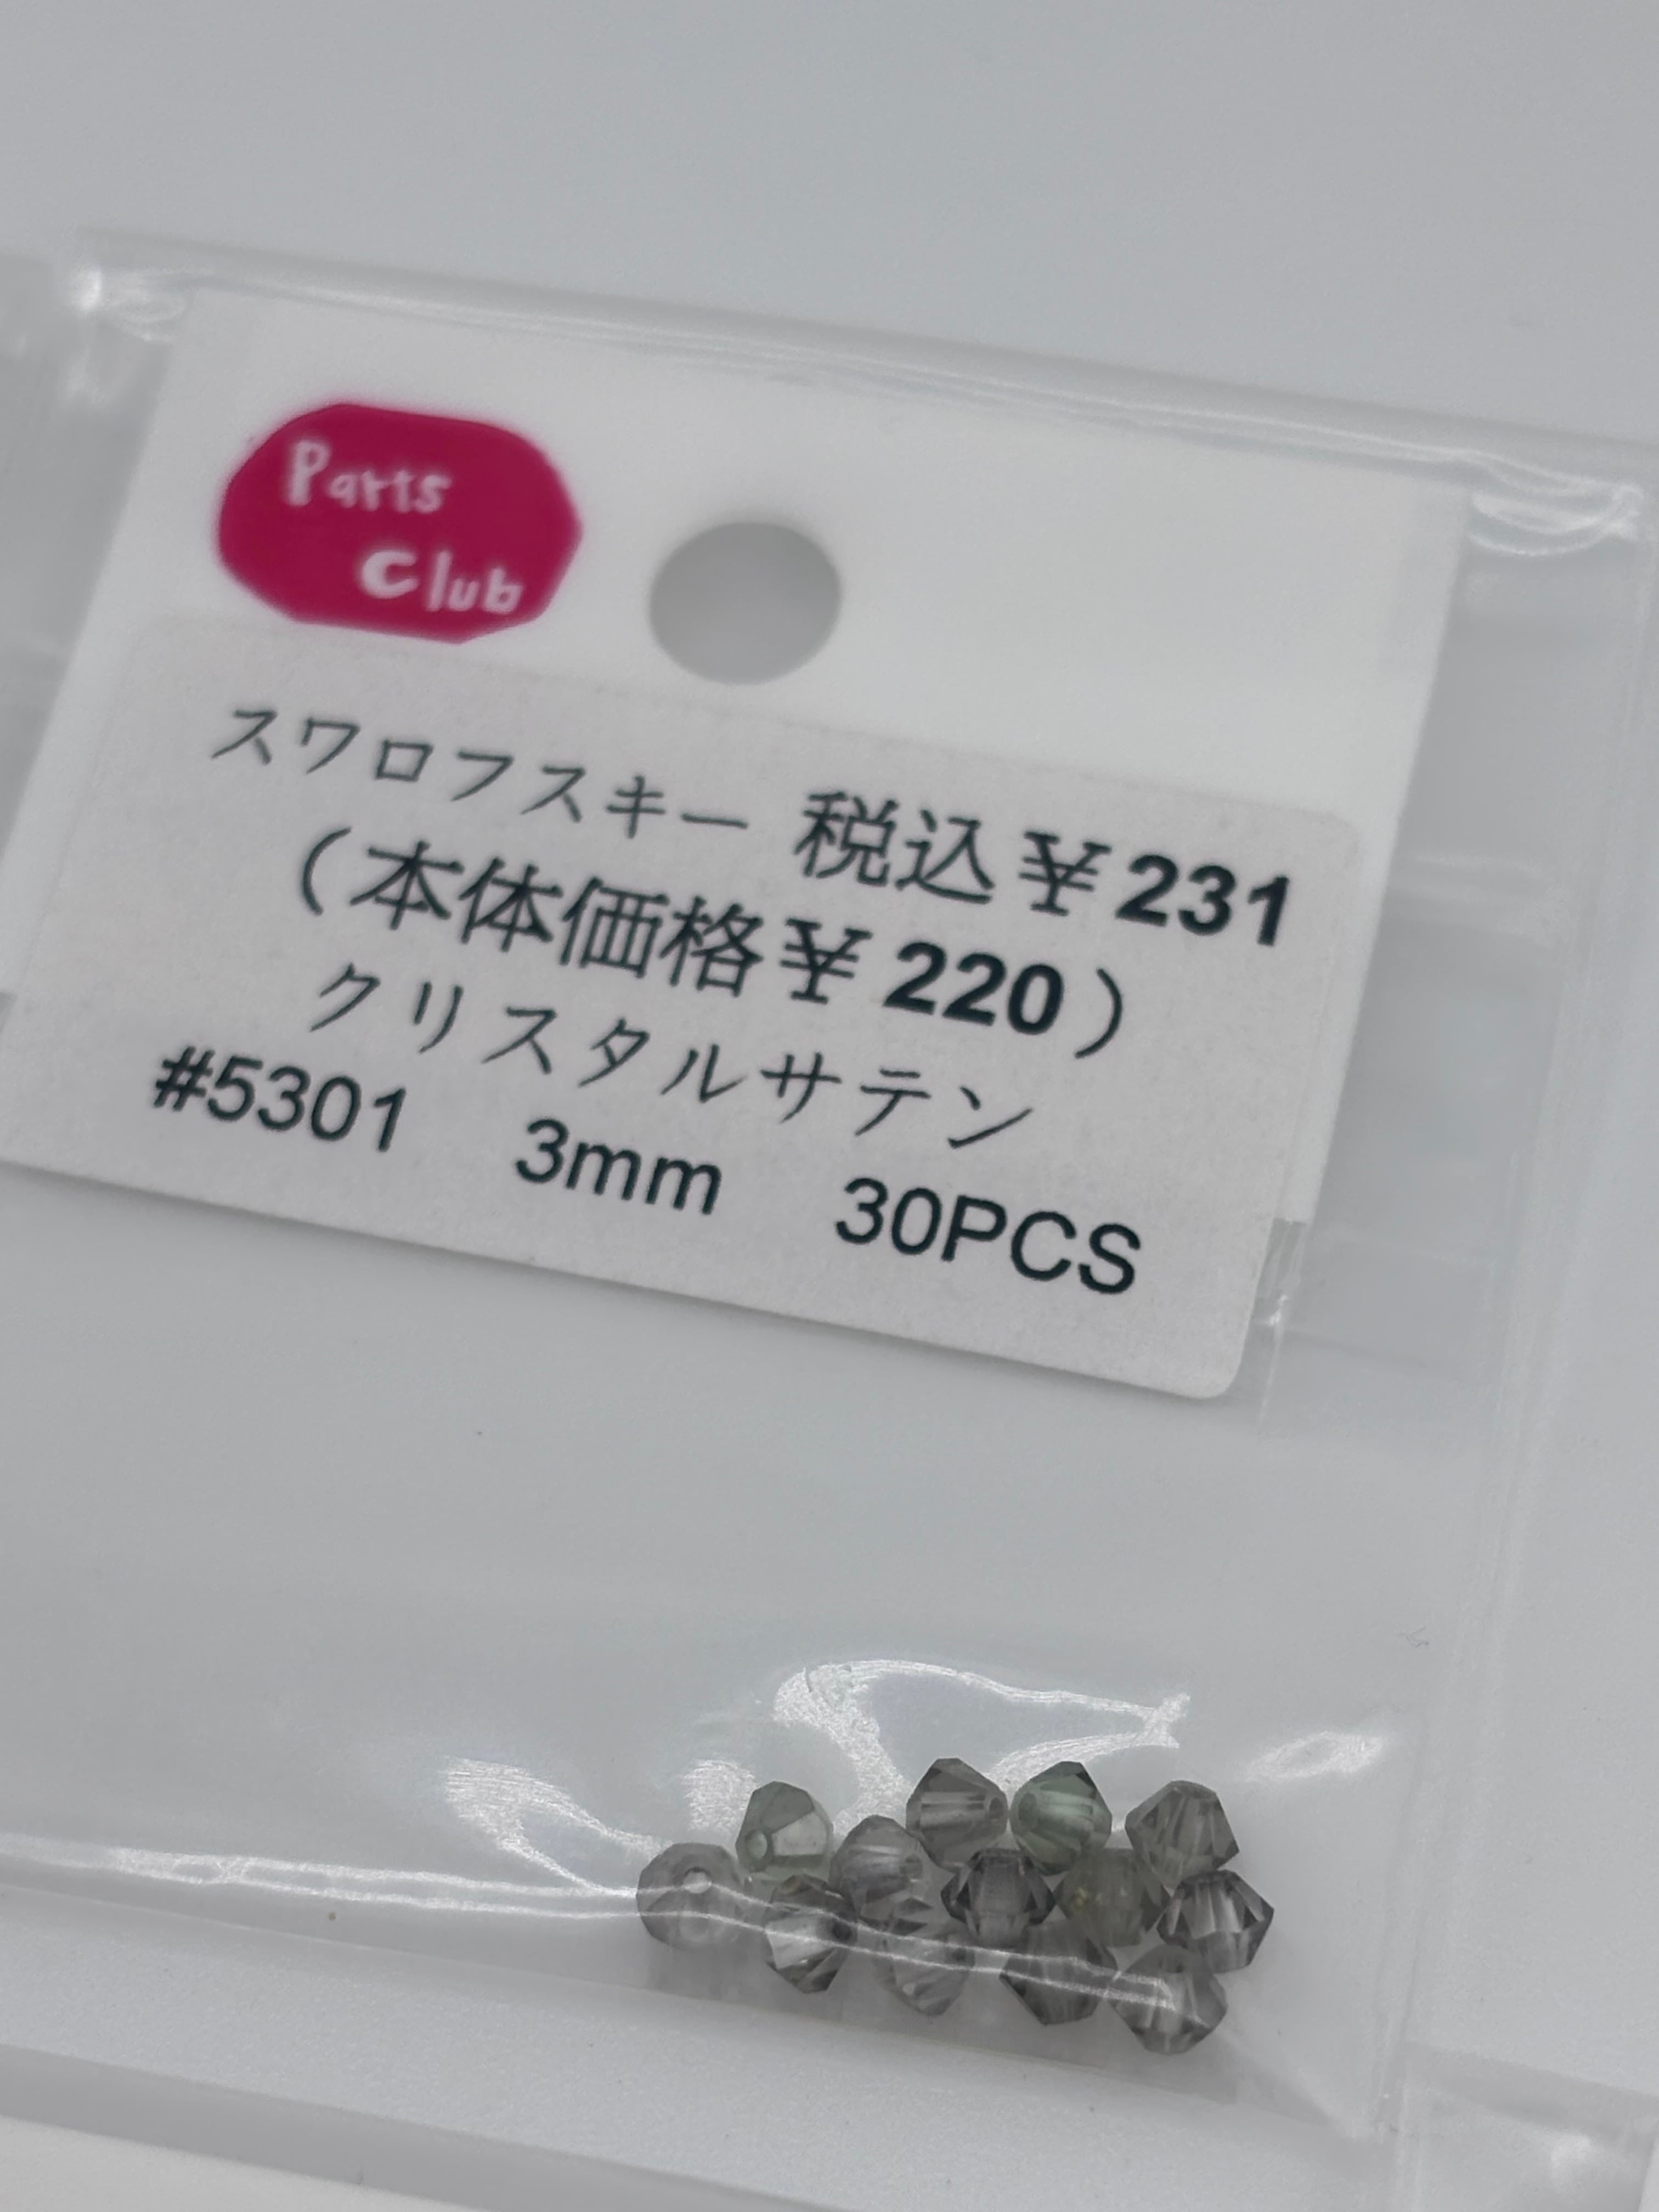 Parts
Club
スワロフスキー 税込￥231
（本体価格￥220）
クリスタルサテン
#5301 3mm 30PCS